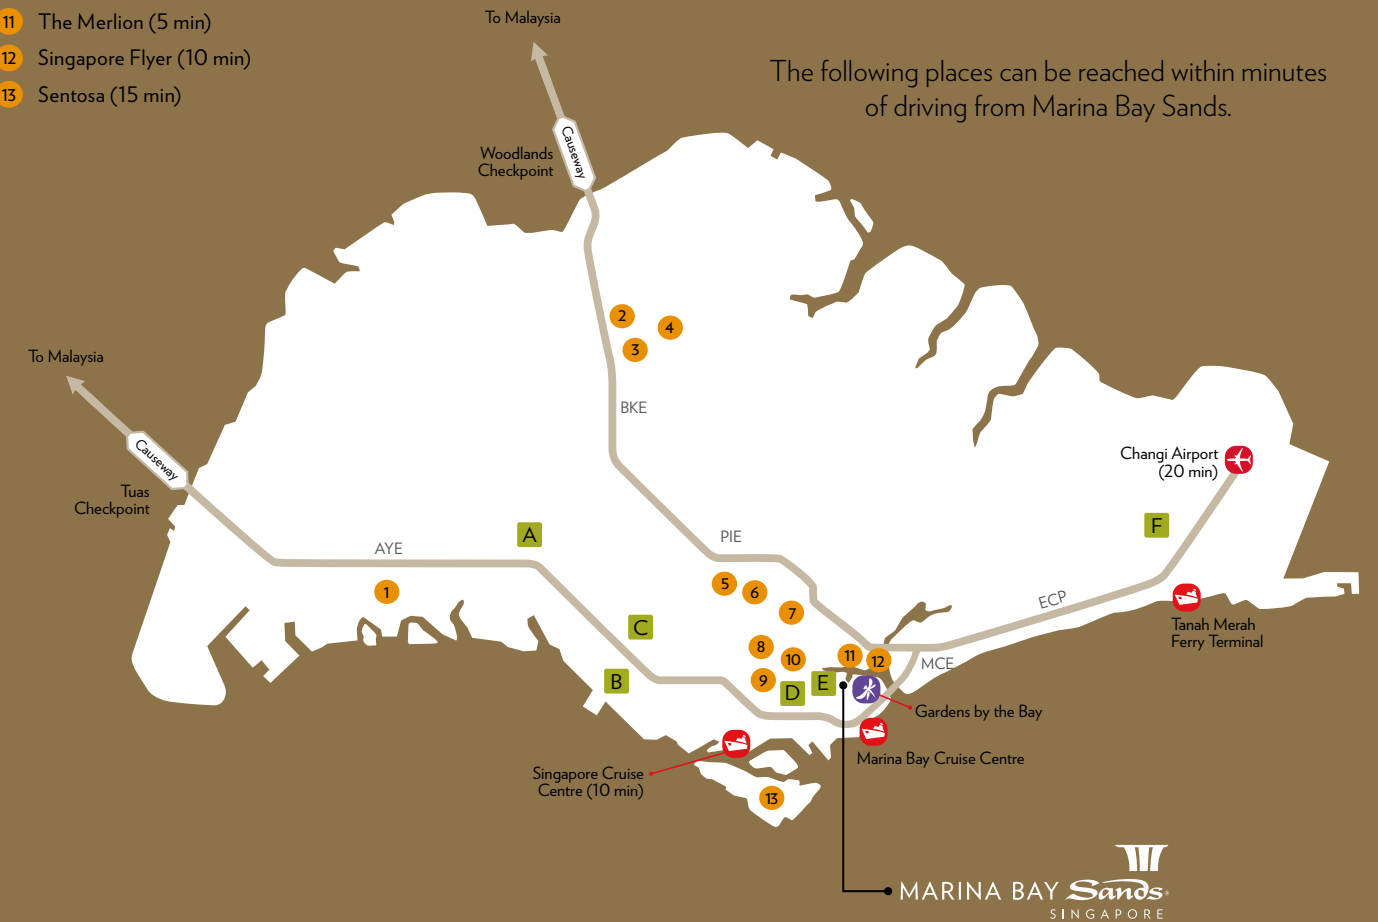 11 The Merlion (5 min)
12 Singapore Flyer (10 min)
13 Sentosa (15 min)
To Malaysia
The following places can be reached within minutes
of driving from Marina Bay Sands.
Causeway
Woodlands
Checkpoint
2
4
3
To Malaysia
BKE
Causeway
Changi Airport
(20 min)
Tuas
Checkpoint
A
F
PIE
AYE
5
6
1
7
ECP
C
Tanah Merah
Ferry Terminal
8
10
11
12
MCE
B
9
D
E
Gardens by the Bay
Marina Bay Cruise Centre
Singapore Cruise
Centre (10 min)
13
MARINA BAY Sands
SINGAPORE